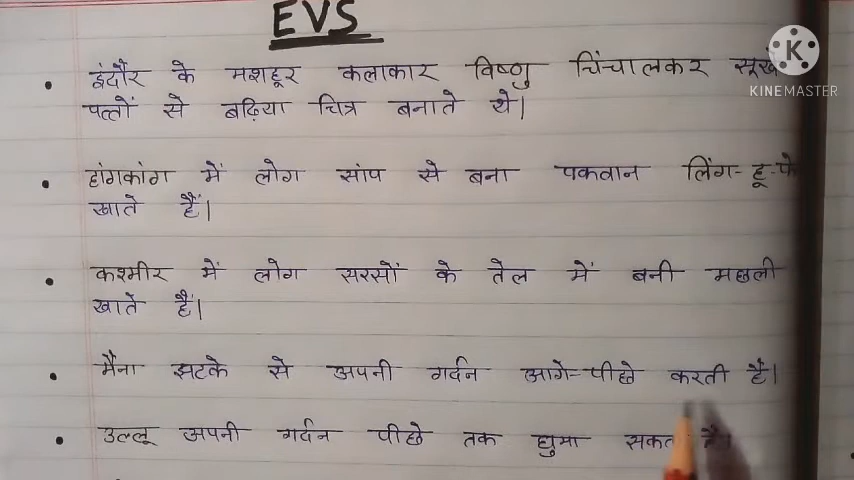 EVS
KINEMASTER
इंदौर के मशहूर कलाकार विष्णु चिंचालकर सूखे
पत्तों से बढ़िया चित्र बनाते थे।
हांगकांग में लोग सांप से बना पकवान लिंग-हू-फे
खाते हैं।
कश्मीर में लोग सरसों के तेल में बनी मछली
खाते हैं।
मैना झटके से अपनी गर्दन आगे-पीछे करती है।
उल्लू अपनी गर्दन पीछे तक घुमा है।